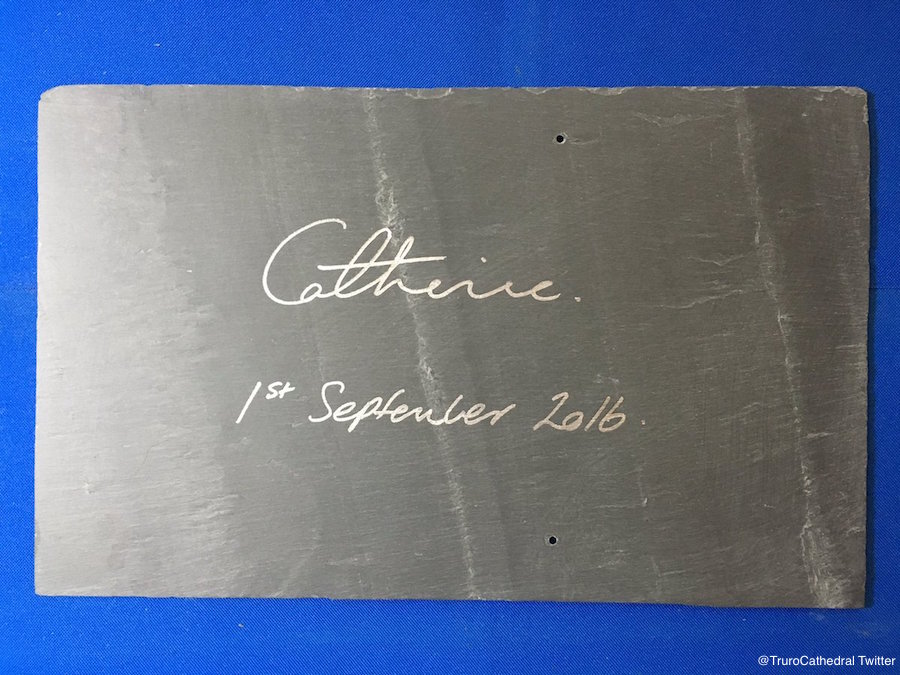 Catherine.
1st September 2016.
@TruroCathedral Twitter